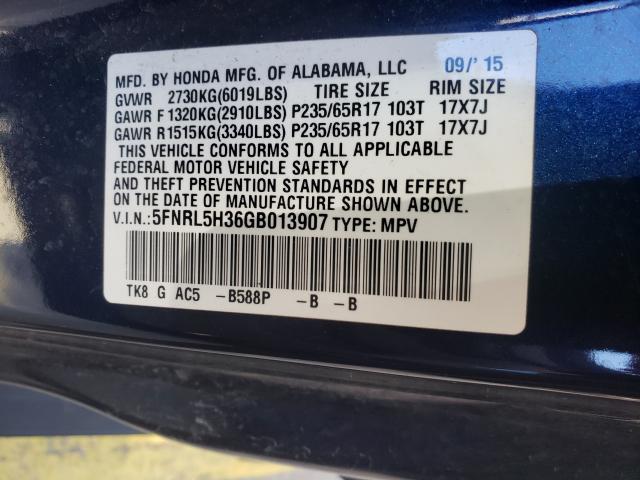 MFD. BY HONDA MFG. OF ALABAMA, LLC 09/'15
GVWR 2730KG(6019LBS) TIRE SIZE RIM SIZE
GAWR F 1320KG(2910LBS) P235/65R17 103T 17X7J
GAWR R1515KG(3340LBS) P235/65R17 103T 17X7J
THIS VEHICLE CONFORMS TO ALL APPLICABLE
FEDERAL MOTOR VEHICLE SAFETY
AND THEFT PREVENTION STANDARDS IN EFFECT
ON THE DATE OF MANUFACTURE SHOWN ABOVE.
V.I.N.:5FNRL5H36GB013907 TYPE: MPV
TK8 G AC5 -B588P -B -B